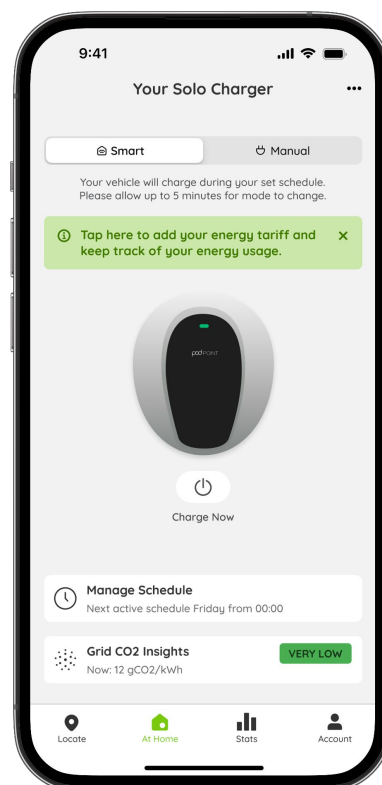 9:41
Your Solo Charger
Smart
Manual
Your vehicle will charge during your set schedule.
Please allow up to 5 minutes for mode to change.
Tap here to add your energy tariff and
keep track of your energy usage.
pod POINT
Charge Now
Manage Schedule
Next active schedule Friday from 00:00
Grid CO2 Insights
VERY LOW
Now: 12 gCO2/kWh
Locate
At Home
Stats
Account